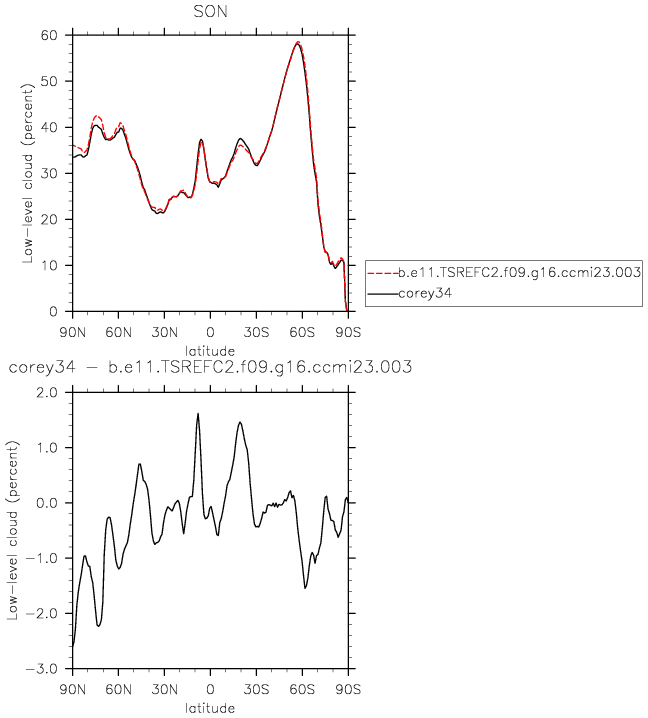 SON
Low-level cloud (percent)
60
50
40
30
20
10
0
90N 60N 30N 0 30S 60S 90S
latitude
b.e11.TSREFC2.f09.g16.ccmi23.003
corey34
corey34 - b.e11.TSREFC2.f09.g16.ccmi23.003
Low-level cloud (percent)
2.0
1.0
0.0
-1.0
-2.0
-3.0
90N 60N 30N 0 30S 60S 90S
latitude